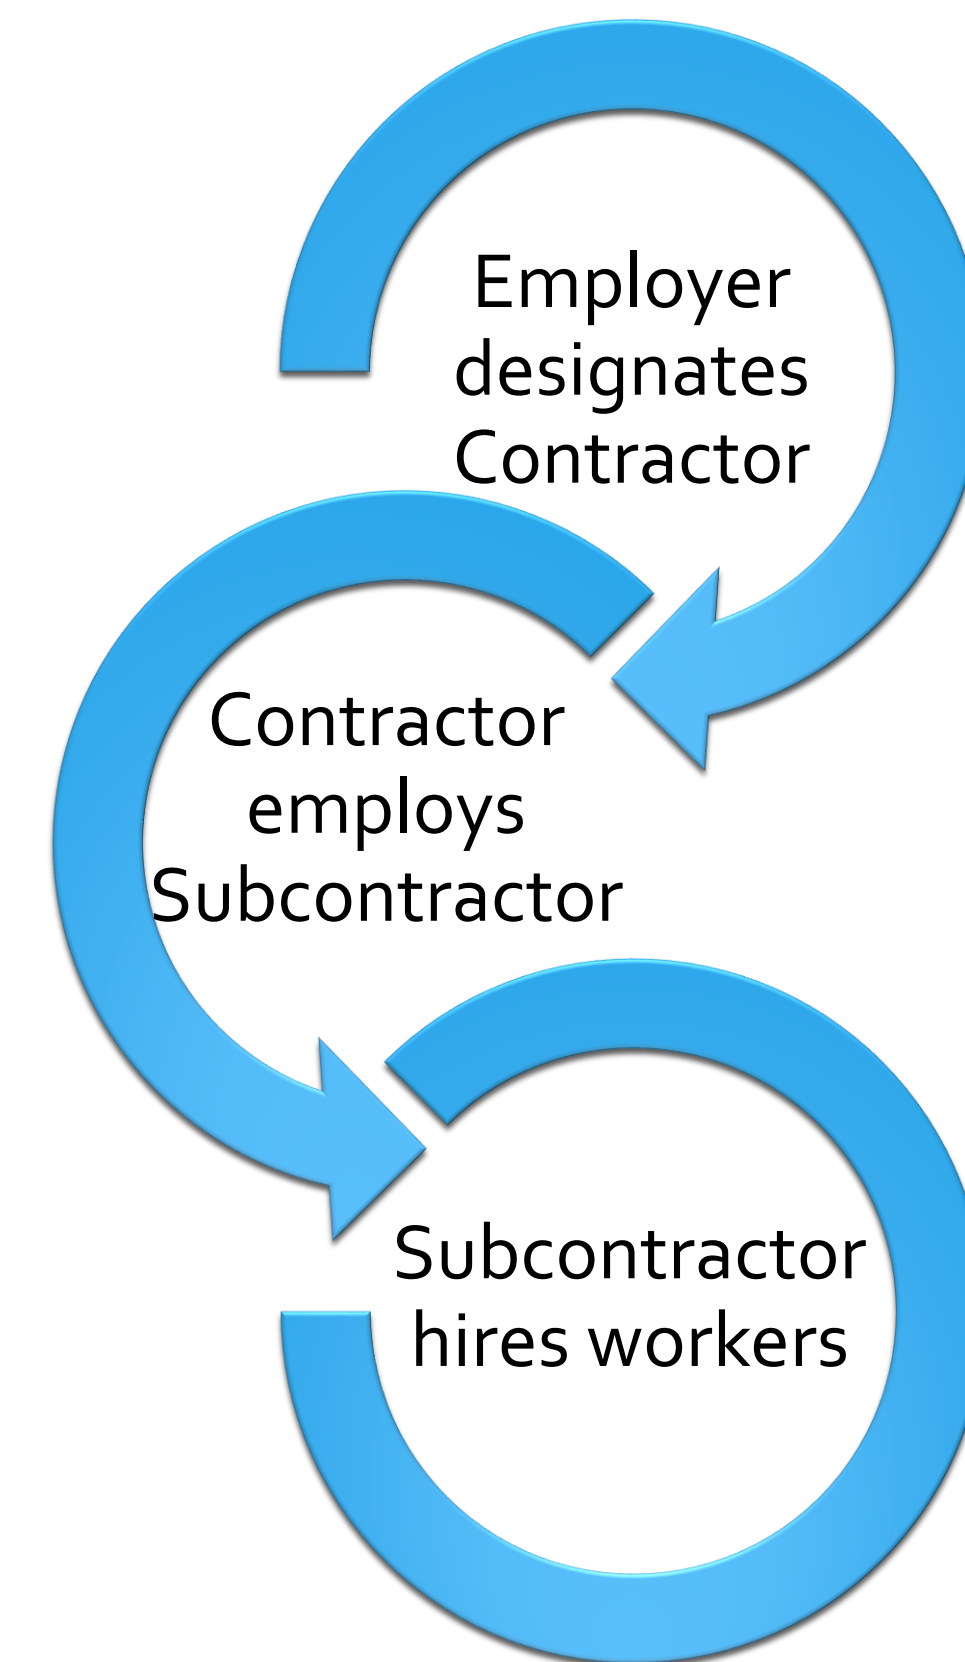 Employer
designates
Contractor
Contractor
employs
Subcontractor
Subcontractor
hires workers